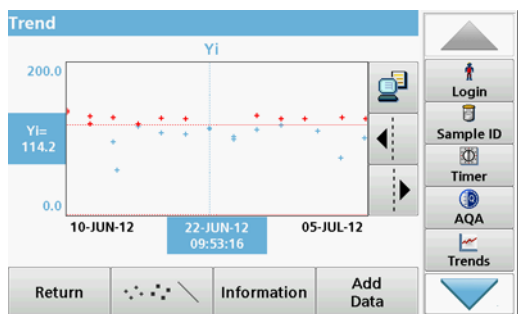 Trend
Yi
200.0
Yi=
114.2
0.0
10-JUN-12
22-JUN-12
09:53:16
05-JUL-12
Return
Information
Add
Data
Login
Sample ID
Timer
AQA
Trends